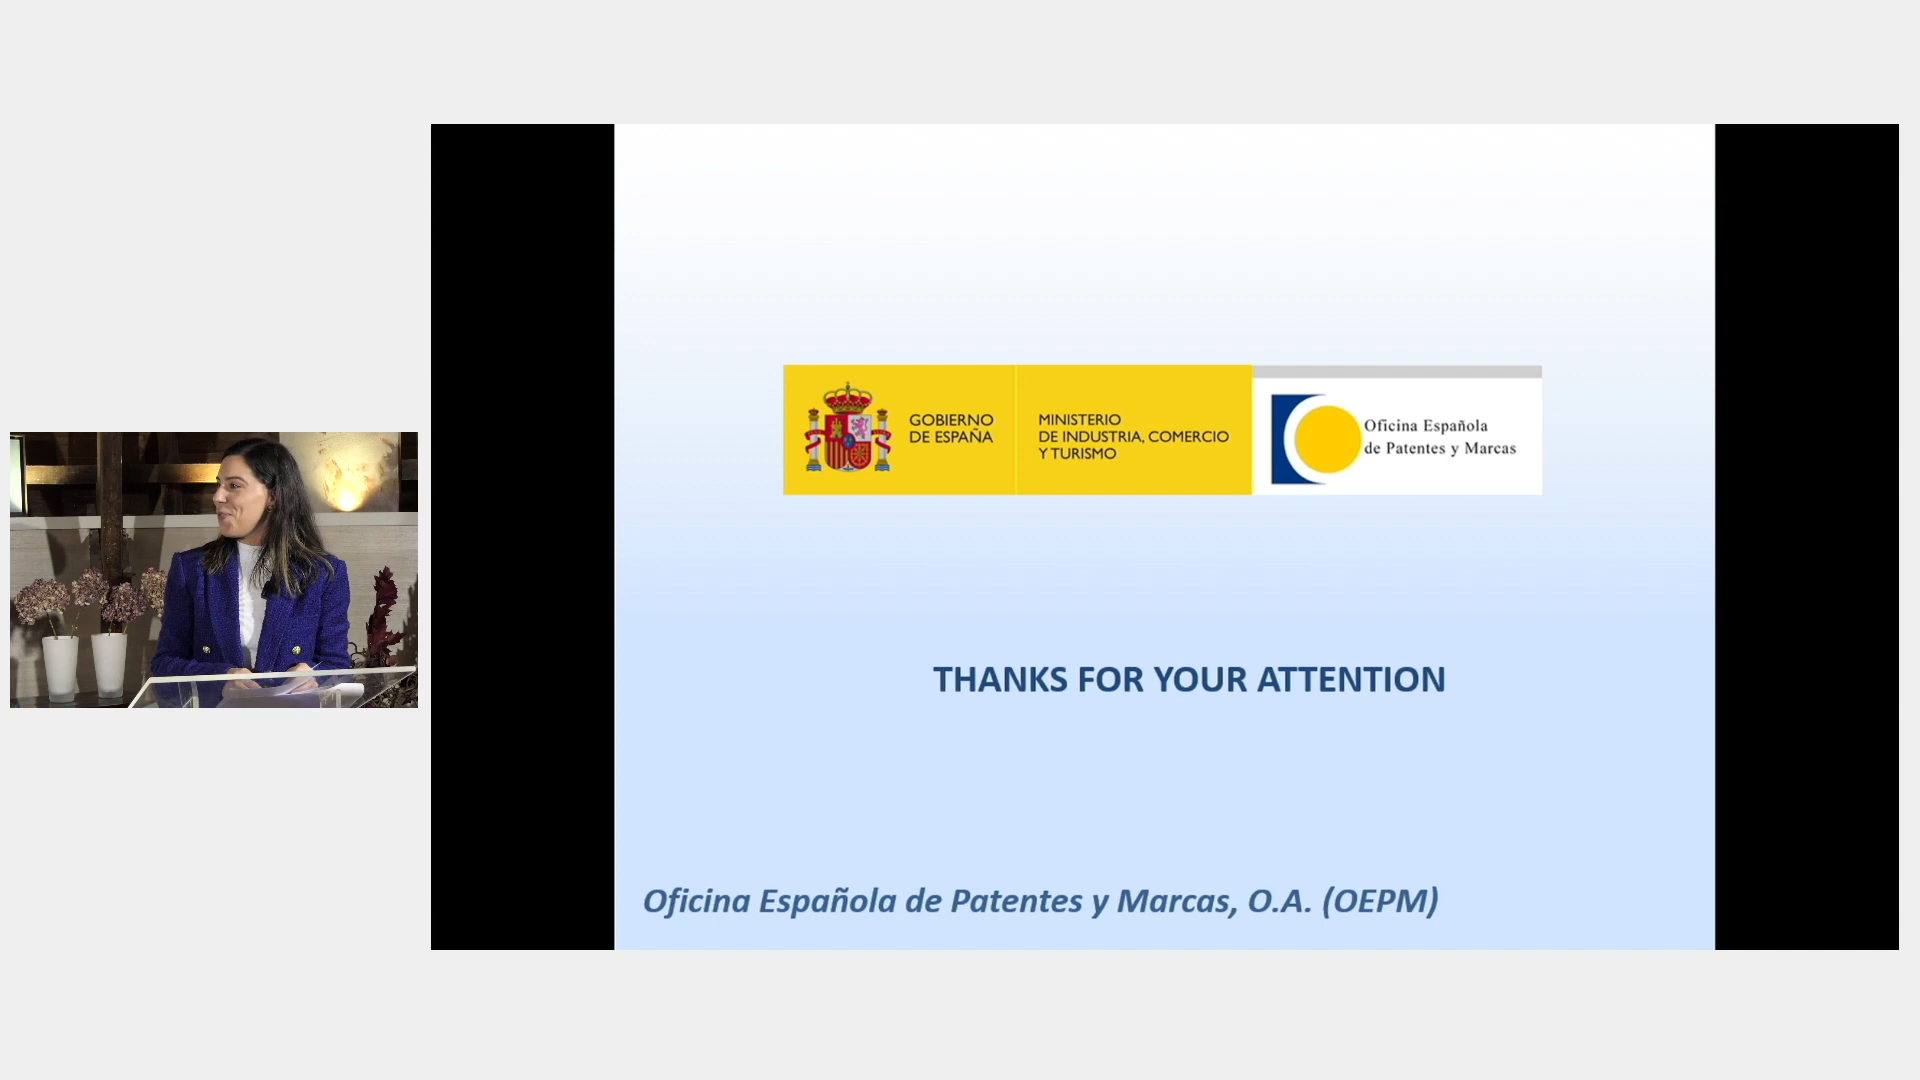 GOBIERNO
DE ESPAÑA
MINISTERIO
DE INDUSTRIA, COMERCIO
Y TURISMO
Oficina Española
de Patentes y Marcas
THANKS FOR YOUR ATTENTION
Oficina Española de Patentes y Marcas, O.A. (OEPM)